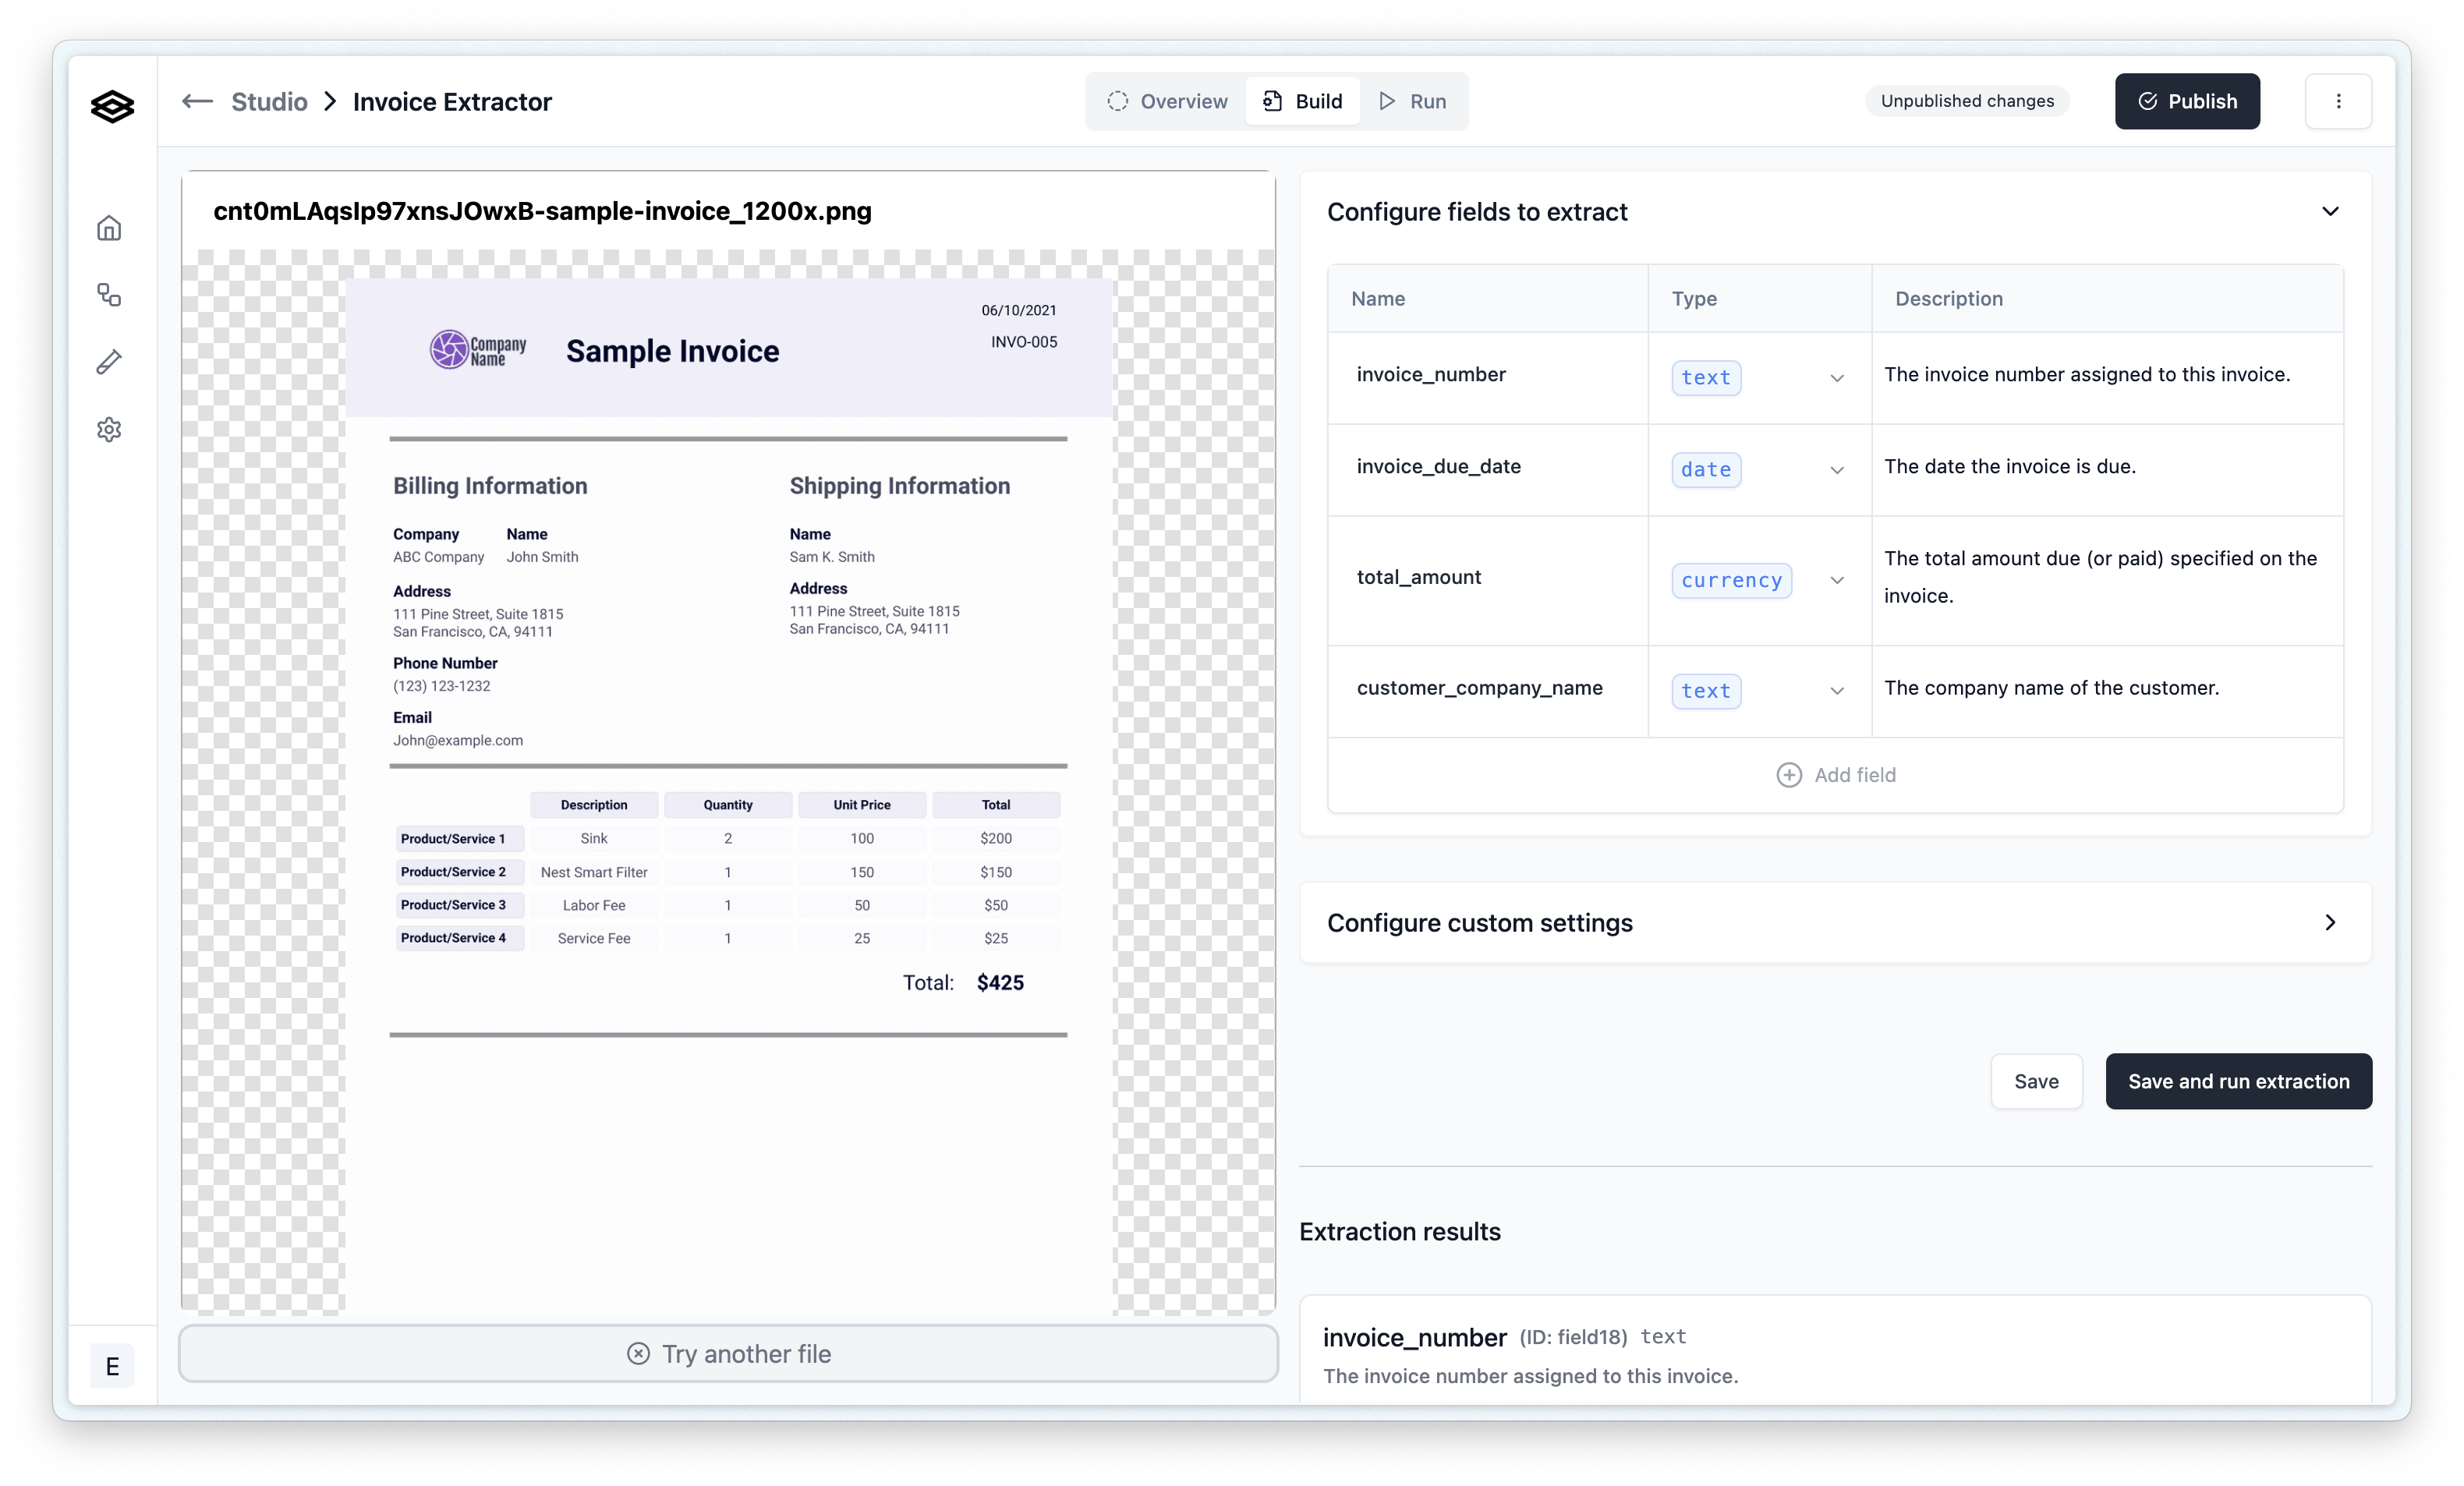 Studio
Invoice Extractor
Overview
Build
Run
Unpublished changes
Publish
cnt0mLAqsIp97xnsJOwxB-sample-invoice_1200x.png
Company
Name
Sample Invoice
06/10/2021
INVO-005
Billing Information
Company Name
ABC Company John Smith
Address
111 Pine Street, Suite 1815
San Francisco, CA, 94111
Phone Number
(123) 123-1232
Email
John@example.com
Shipping Information
Name
Sam K. Smith
Address
111 Pine Street, Suite 1815
San Francisco, CA, 94111
Description Quantity Unit Price Total
Product/Service 1 Sink 2 100 $200
Product/Service 2 Nest Smart Filter 1 150 $150
Product/Service 3 Labor Fee 1 50 $50
Product/Service 4 Service Fee 1 25 $25
Total: $425
Try another file
E
Configure fields to extract
Name Type Description
invoice_number text The invoice number assigned to this invoice.
invoice_due_date date The date the invoice is due.
total_amount currency The total amount due (or paid) specified on the
invoice.
customer_company_name text The company name of the customer.
Add field
Configure custom settings
Save
Save and run extraction
Extraction results
invoice_number (ID: field18) text
The invoice number assigned to this invoice.